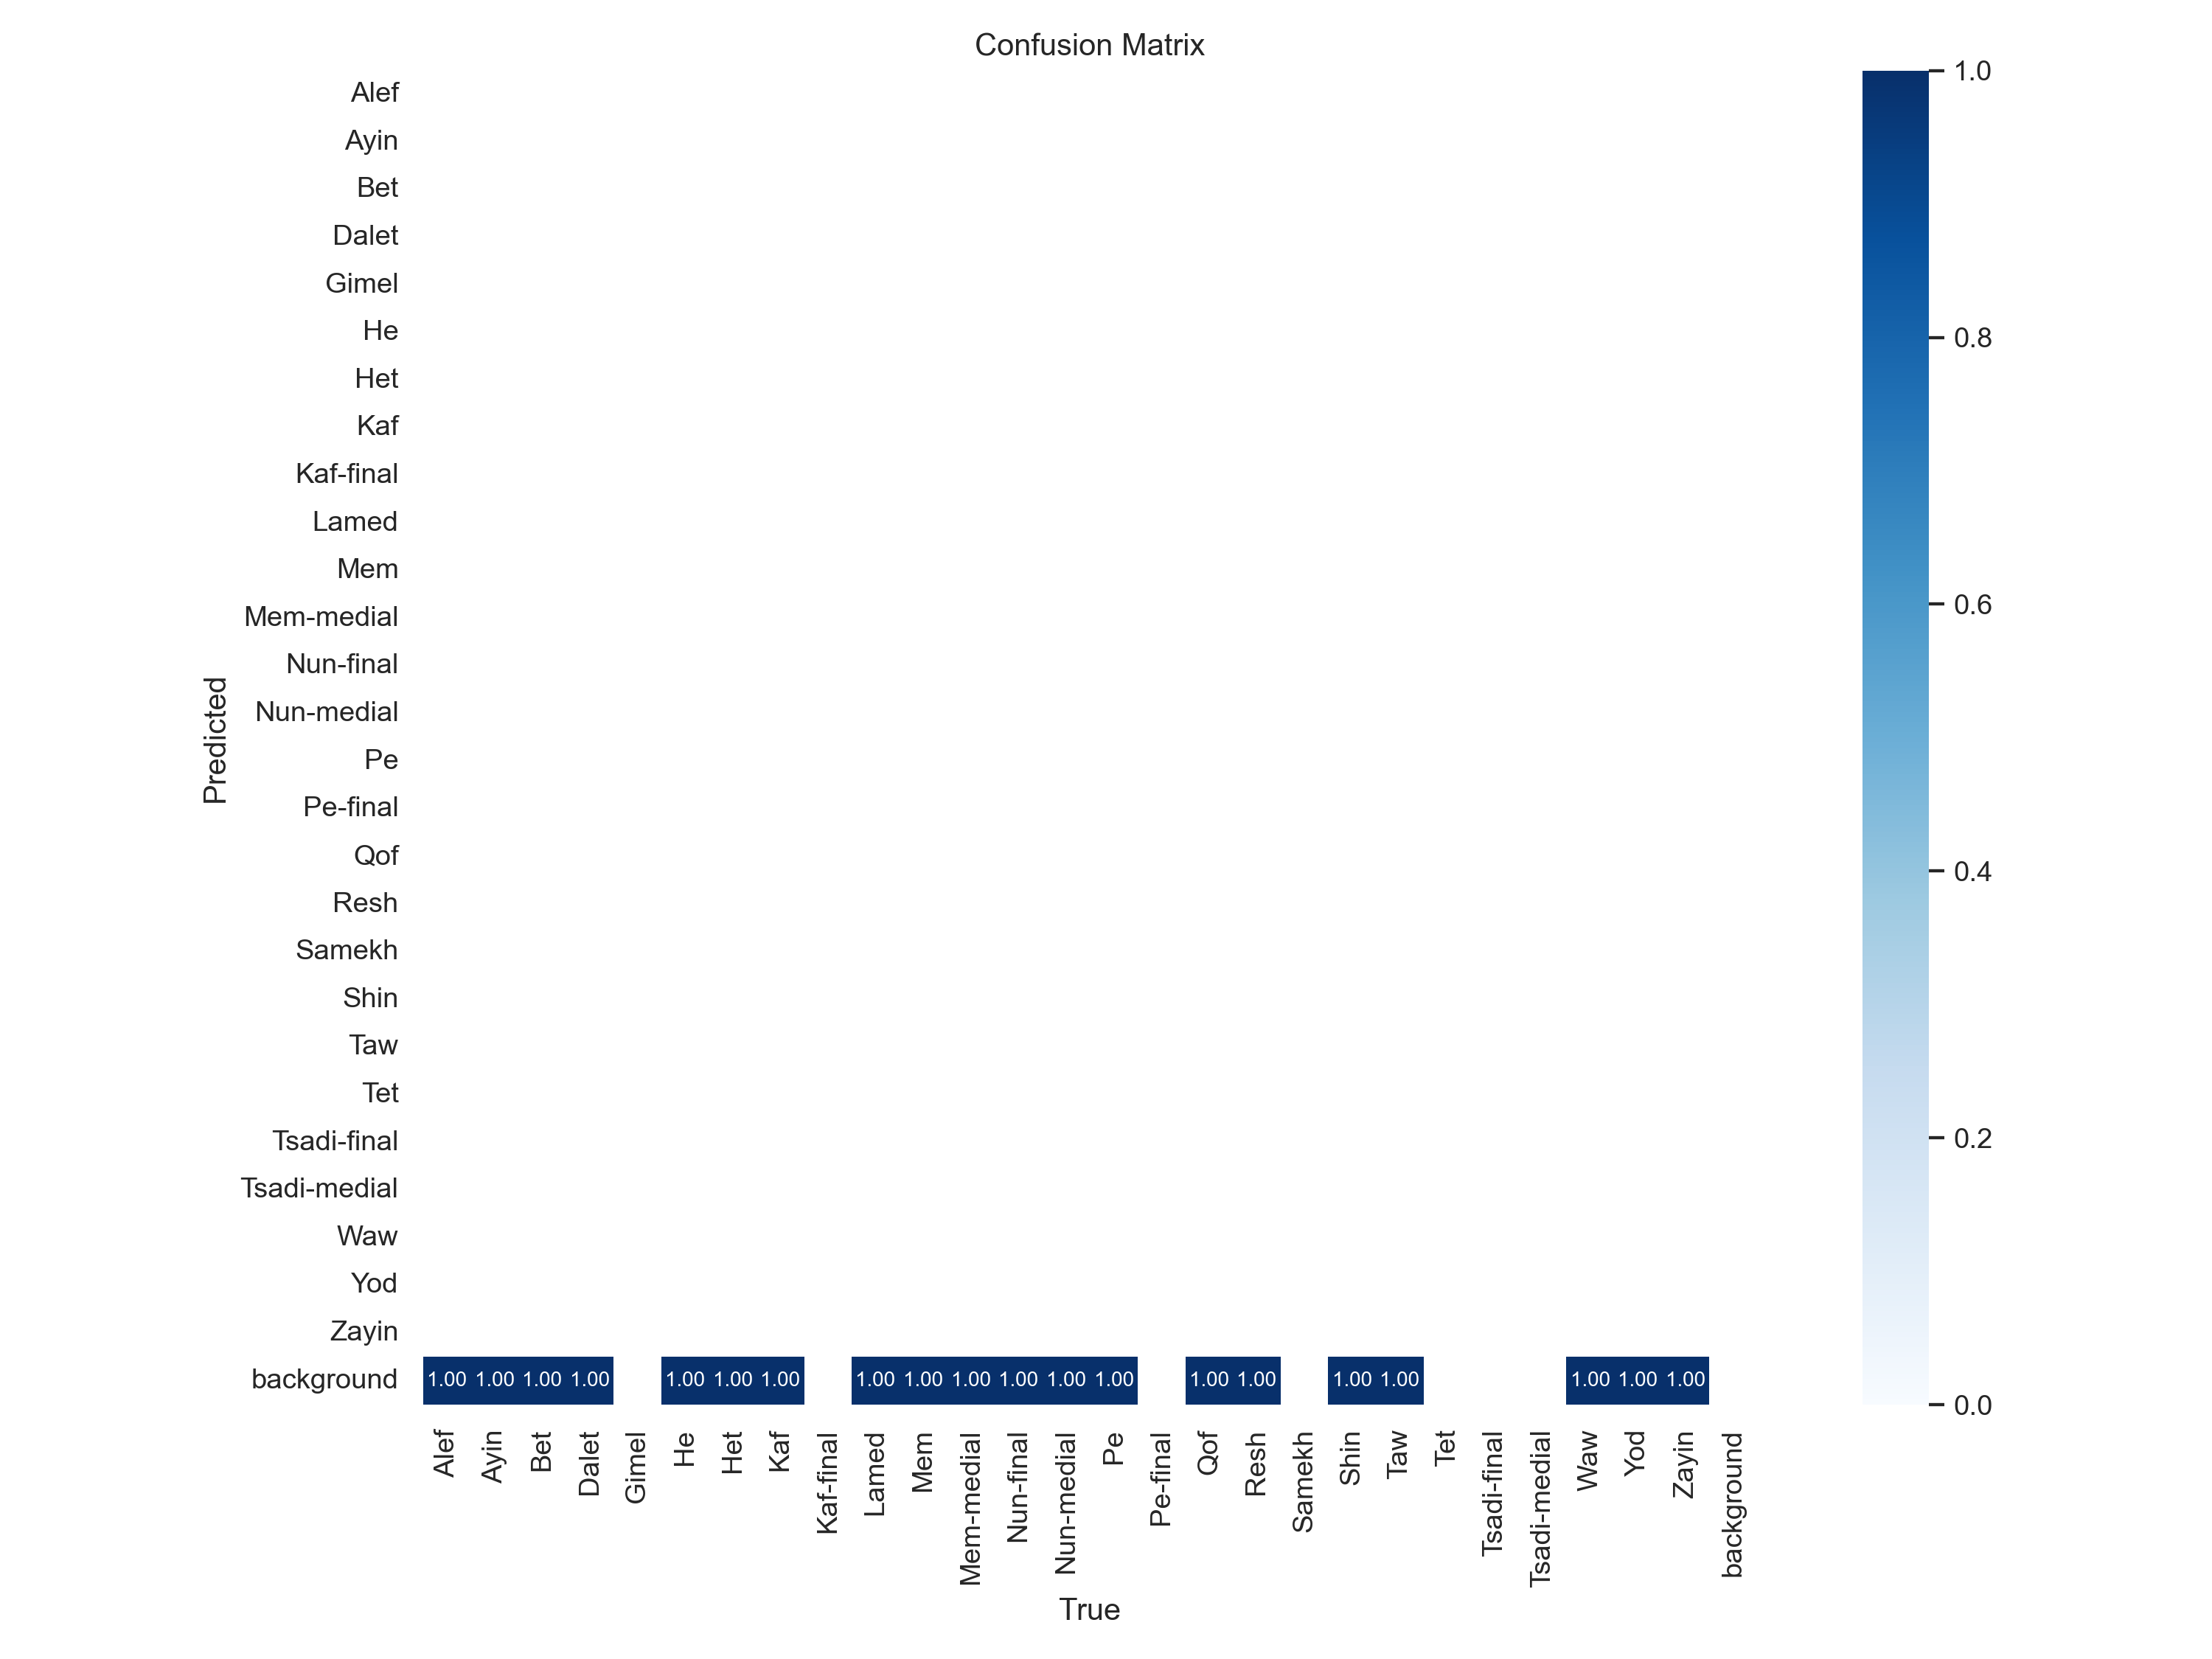 Confusion Matrix
Alef
Ayin
Bet
Dalet
Gimel
He
Het
Kaf
Kaf-final
Lamed
Mem
Mem-medial
Nun-final
Nun-medial
Pe
Pe-final
Qof
Resh
Samekh
Shin
Taw
Tet
Tsadi-final
Tsadi-medial
Waw
Yod
Zayin
background
Predicted
1.00 1.00 1.00 1.00 1.00 1.00 1.00 1.00 1.00 1.00 1.00 1.00 1.00 1.00 1.00 1.00 1.00 1.00 1.00 1.00
Alef
Ayin
Bet
Dalet
Gimel
He
Het
Kaf
Kaf-final
Lamed
Mem
Mem-medial
Nun-final
Nun-medial
Pe
Pe-final
Qof
Resh
Samekh
Shin
Taw
Tet
Tsadi-final
Tsadi-medial
Waw
Yod
Zayin
background
True
1.0
0.8
0.6
0.4
0.2
0.0